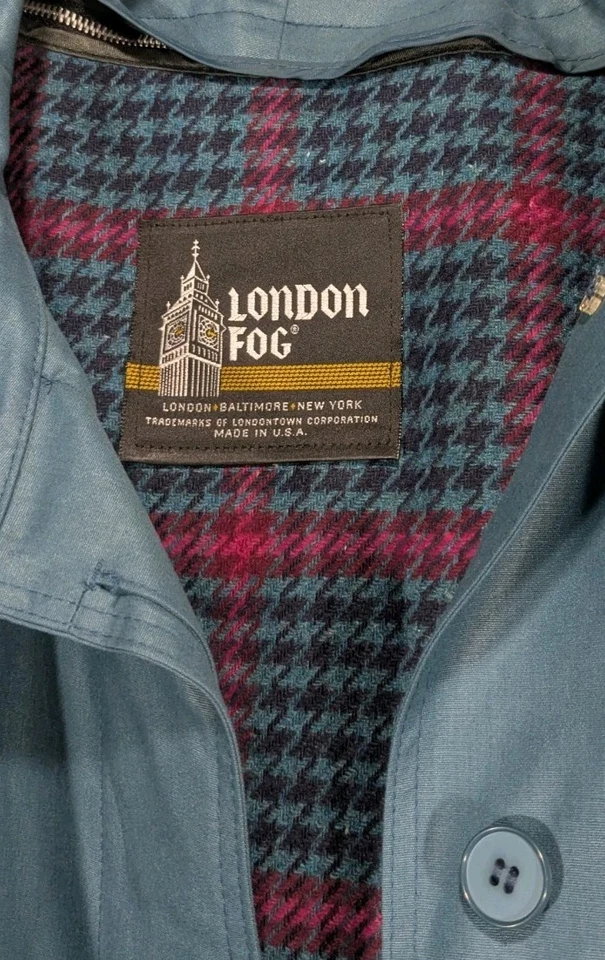 LONDON
FOG®
LONDON♦BALTIMORE♦NEW YORK
TRADEMARKS OF LONDONTOWN CORPORATION
MADE IN U.S.A.